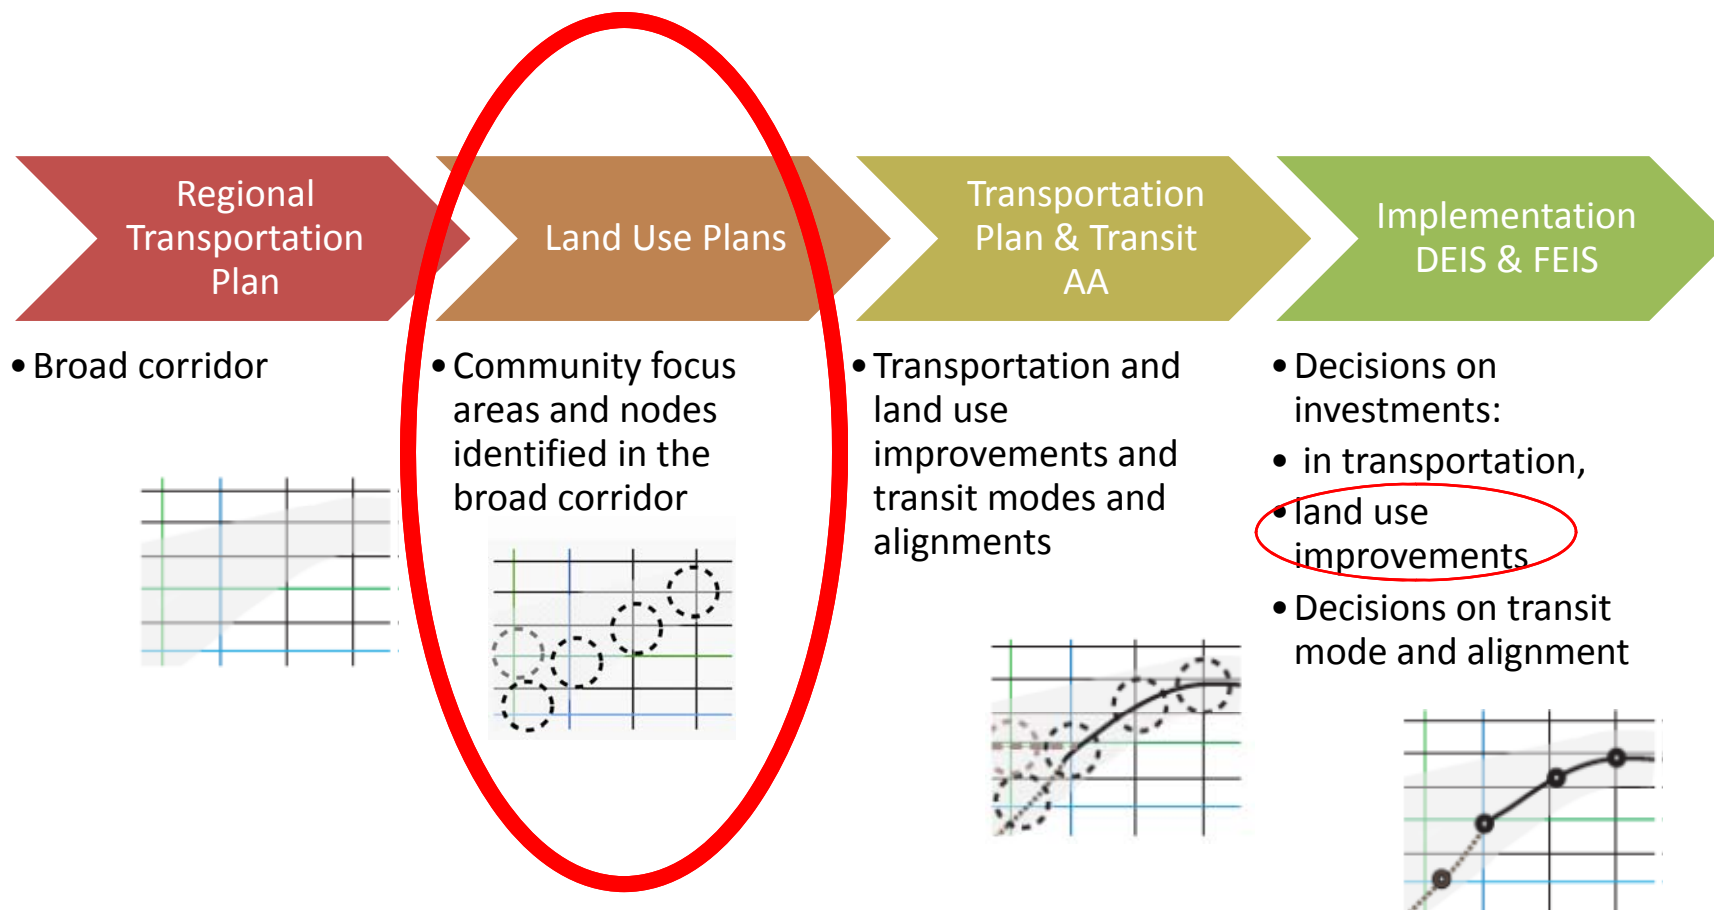 Regional
Transportation
Plan
Land Use Plans
Transportation
Plan & Transit
AA
Implementation
DEIS & FEIS
•Broad corridor
•Community focus
areas and nodes
identified in the
broad corridor
•Transportation and
land use
improvements and
transit modes and
alignments
•Decisions on
investments:
• in transportation,
•land use
improvements
•Decisions on transit
mode and alignment